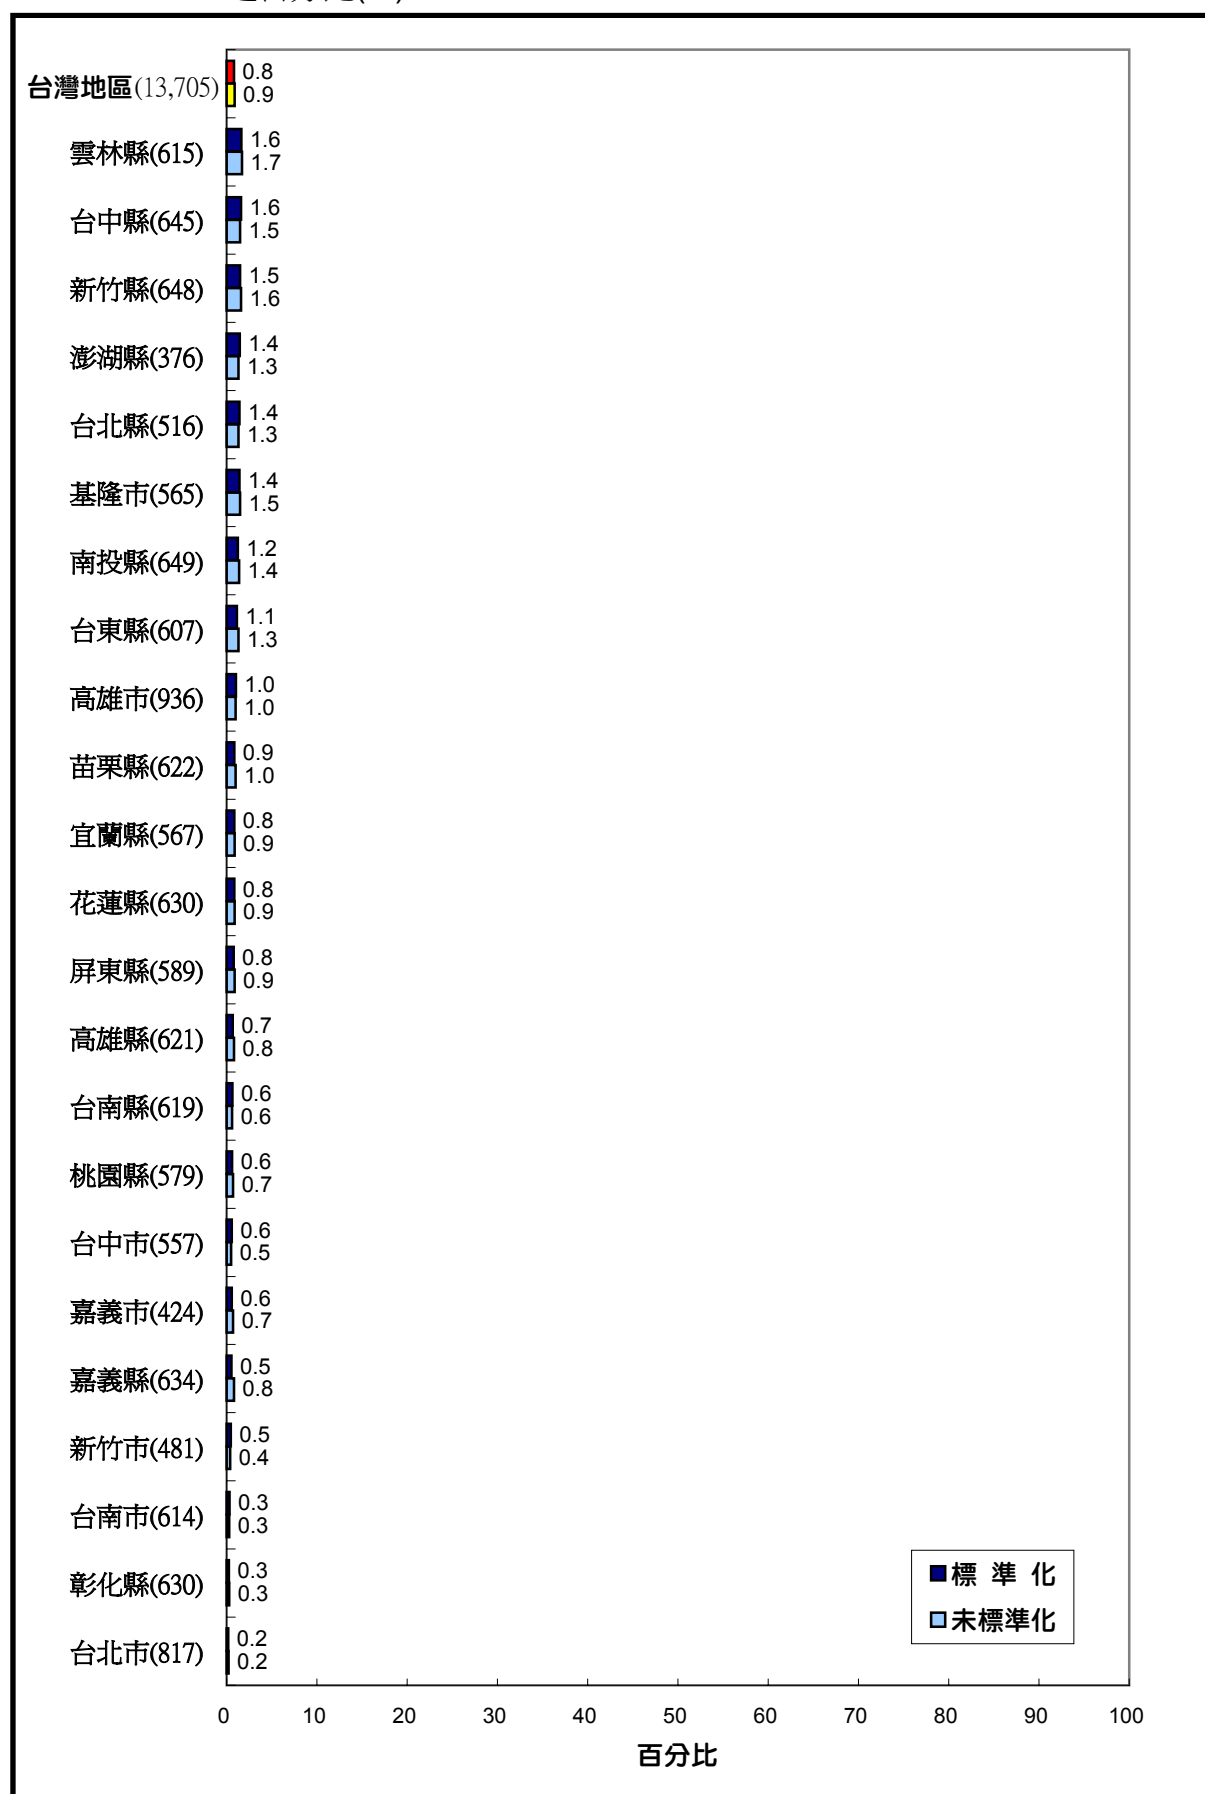 台灣地區(13,705) 0.8 0.9
雲林縣(615) 1.6 1.7
台中縣(645) 1.6 1.5
新竹縣(648) 1.5 1.6
澎湖縣(376) 1.4 1.3
台北縣(516) 1.4 1.3
基隆市(565) 1.4 1.5
南投縣(649) 1.2 1.4
台東縣(607) 1.1 1.3
高雄市(936) 1.0 1.0
苗栗縣(622) 0.9 1.0
宜蘭縣(567) 0.8 0.9
花蓮縣(630) 0.8 0.9
屏東縣(589) 0.8 0.9
高雄縣(621) 0.7 0.8
台南縣(619) 0.6 0.6
桃園縣(579) 0.6 0.7
台中市(557) 0.6 0.5
嘉義市(424) 0.6 0.7
嘉義縣(634) 0.5 0.8
新竹市(481) 0.5 0.4
台南市(614) 0.3 0.3
彰化縣(630) 0.3 0.3
台北市(817) 0.2 0.2
標 準 化
未標準化
0 10 20 30 40 50 60 70 80 90 100
百分比